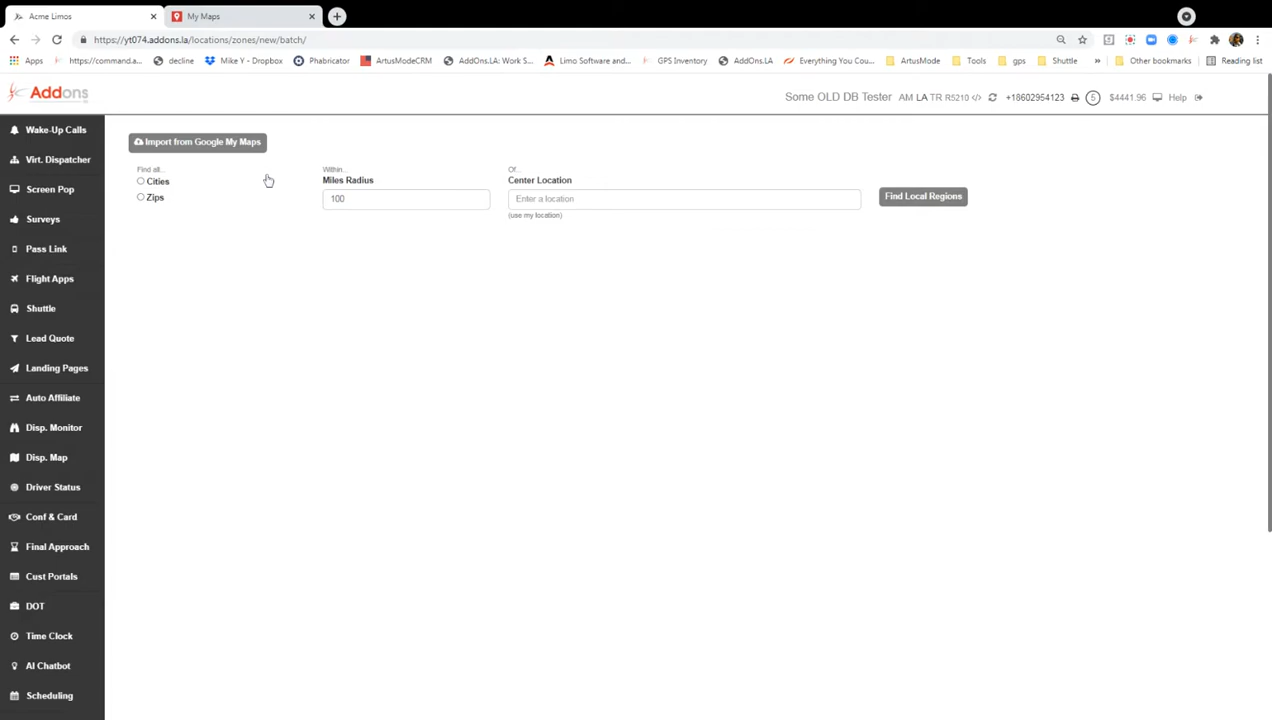 Acme Limos
My Maps
https://yt074.addons.la/locations/zones/new/batch/
Apps
https://command.a...
decline
Mike Y - Dropbox
Phabricator
ArtusModeCRM
AddOns.LA: Work S...
Limo Software and...
GPS Inventory
AddOn.LA
Everything You Cou...
ArtusMode
Tools
gps
Shuttle
»
Other bookmarks
Reading list
Addons
Some OLD DB Tester
AM LA TR R5210 </>
+18602954123
5
$4441.96
Help
Wake-Up Calls
Virt. Dispatcher
Screen Pop
Surveys
Pass Link
Flight Apps
Shuttle
Lead Quote
Landing Pages
Auto Affiliate
Disp. Monitor
Disp. Map
Driver Status
Conf & Card
Final Approach
Cust Portals
DOT
Time Clock
AI Chatbot
Scheduling
Import from Google My Maps
Find all...
Cities
Zips
Within...
Miles Radius
100
Of...
Center Location
Enter a location
(use my location)
Find Local Regions